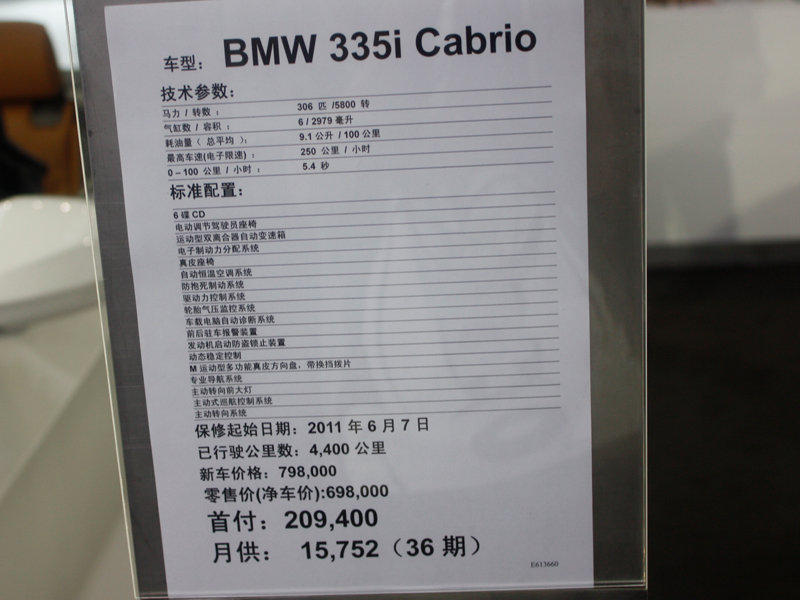 车型： BMW 335i Cabrio
技术参数：
马力 / 转数 ： 306 匹 /5800 转
气缸数 / 容积 ： 6 / 2979 毫升
耗油量（ 总平均 ）： 9.1 公升 / 100 公里
最高车速(电子限速) ： 250 公里 / 小时
0 – 100 公里 / 小时 ： 5.4 秒
标准配置：
6 碟 CD
电动调节驾驶员座椅
运动型双离合器自动变速箱
电子制动力分配系统
真皮座椅
自动恒温空调系统
防抱死制动系统
驱动力控制系统
轮胎气压监控系统
车载电脑自动诊断系统
前后驻车报警装置
发动机启动防盗锁止装置
动态稳定控制
M 运动型多功能真皮方向盘，带换挡拨片
专业导航系统
主动转向前大灯
主动式巡航控制系统
主动转向系统
保修起始日期：2011 年 6 月 7 日
已行驶公里数：4,400 公里
新车价格：798,000
零售价(净车价):698,000
首付：209,400
月供： 15,752（36 期）
E613660